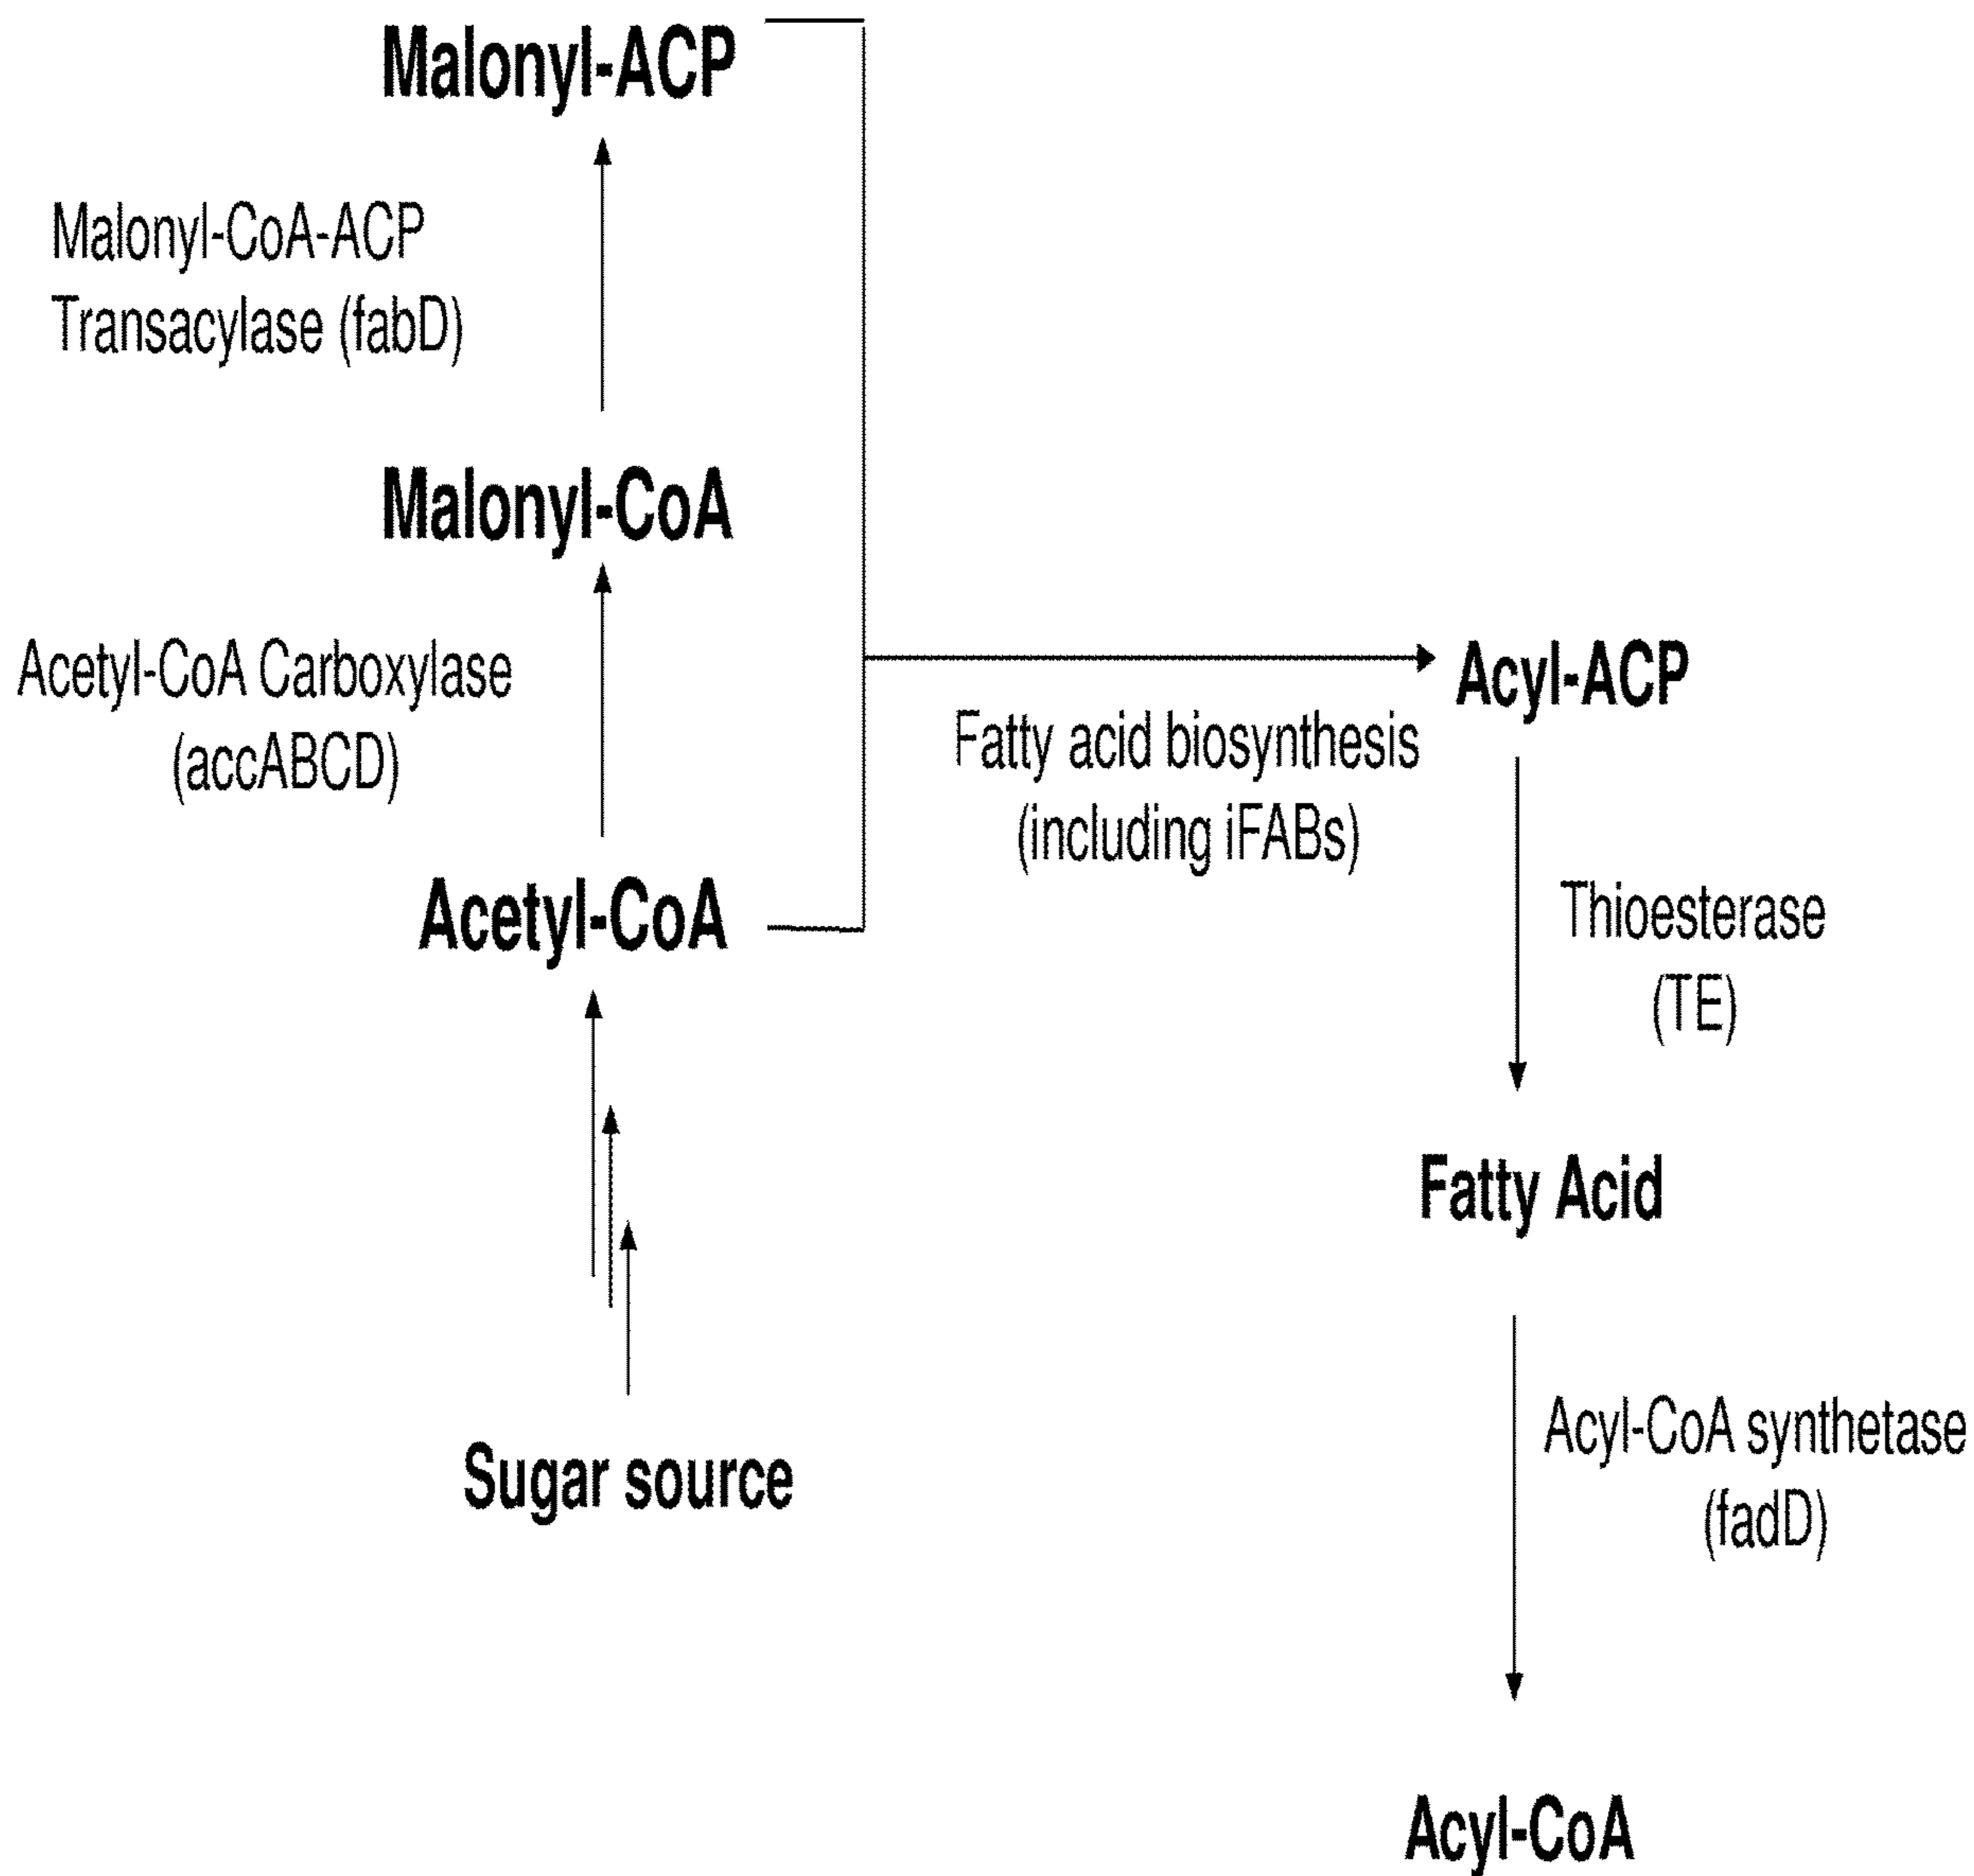 Malonyl-ACP
Malonyl-CoA-ACP
Transacylase (fabD)
Malonyl-CoA
Acetyl-CoA Carboxylase
(accABCD)
Acetyl-CoA
Sugar source
Fatty acid biosynthesis
(including iFABs)
Acyl-ACP
Thioesterase
(TE)
Fatty Acid
Acyl-CoA synthetase
(fadD)
Acyl-CoA